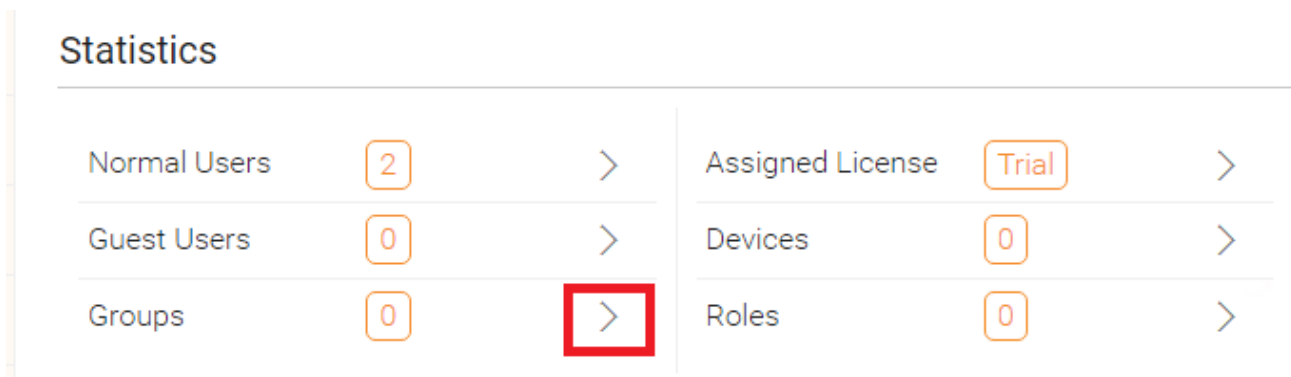 Statistics
Normal Users 2
Assigned License Trial
Guest Users 0
Devices 0
Groups 0
Roles 0